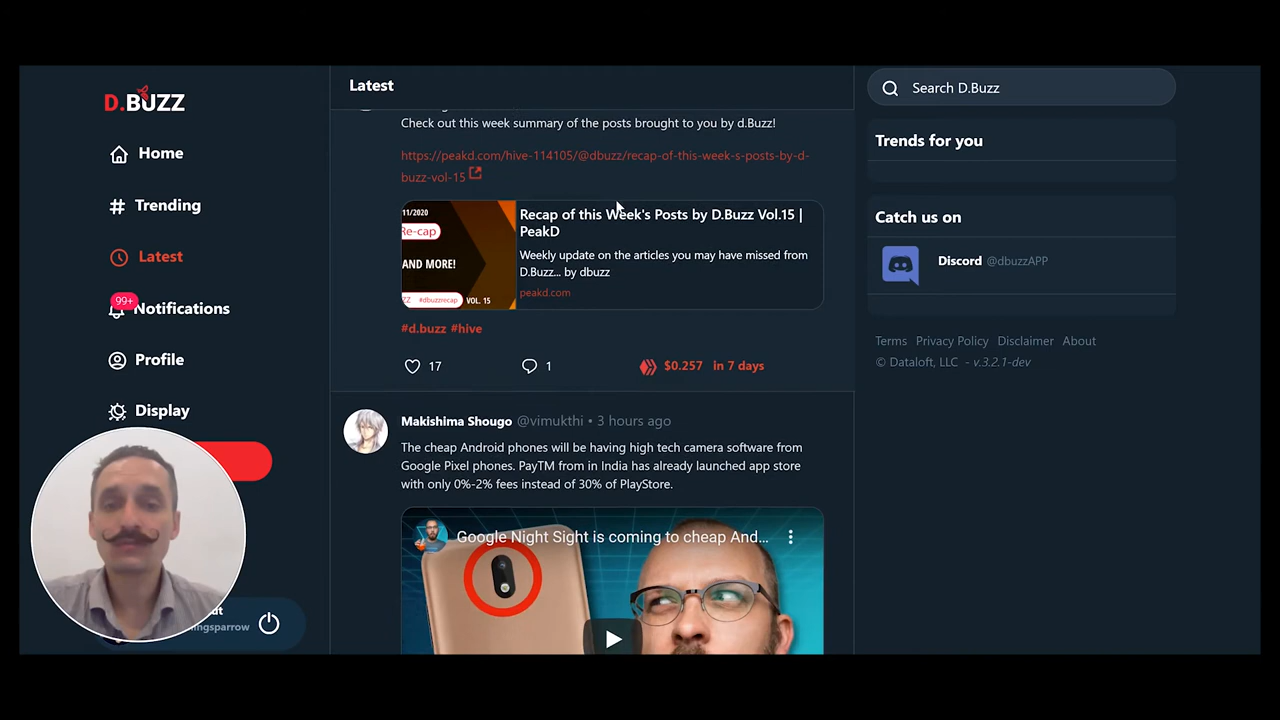 D.BUZZ
Home
Trending
Latest
99+
Notifications
Profile
Display
ingsparrow
Latest
Check out this week summary of the posts brought to you by d.Buzz!
https://peakd.com/hive-114105/@dbuzz/recap-of-this-week-s-posts-by-d-
buzz-vol-15
11/2020
Re-cap
AND MORE!
#dbuzzrecap
VOL. 15
Recap of this Week's Posts by D.Buzz Vol.15 |
PeakD
Weekly update on the articles you may have missed from
D.Buzz... by dbuzz
peakd.com
#d.buzz #hive
17
1
$0.257 in 7 days
Makishima Shougo @vimukthi • 3 hours ago
The cheap Android phones will be having high tech camera software from
Google Pixel phones. PayTM from in India has already launched app store
with only 0%-2% fees instead of 30% of PlayStore.
Google Night Sight is coming to cheap And...
Search D.Buzz
Trends for you
Catch us on
Discord @dbuzzAPP
Terms Privacy Policy Disclaimer About
© Dataloft, LLC - v.3.2.1-dev